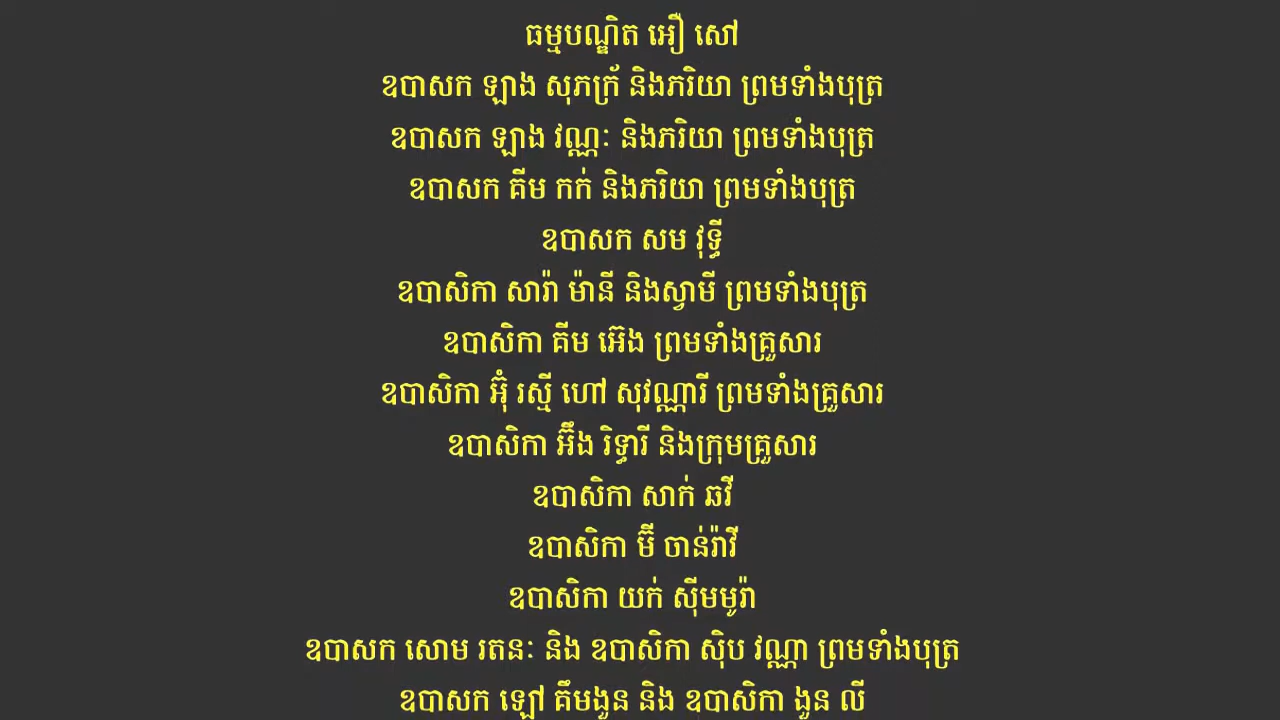 ធម្មបណ្ឌិត អឿ សៅ
ឧបាសក ឡាង សុភក្រ័ និងភរិយា ព្រមទាំងបុត្រ
ឧបាសក ឡាង វណ្ណៈ និងភរិយា ព្រមទាំងបុត្រ
ឧបាសក គីម កក់ និងភរិយា ព្រមទាំងបុត្រ
ឧបាសក សម វុទ្ធី
ឧបាសិកា សារ៉ា ម៉ានី និងស្វាមី ព្រមទាំងបុត្រ
ឧបាសិកា គីម អ៊េង ព្រមទាំងគ្រួសារ
ឧបាសិកា អ៊ុំ រស្មី ហៅ សុវណ្ណារី ព្រមទាំងគ្រួសារ
ឧបាសិកា អ៊ឹង រិទ្ធារី និងក្រុមគ្រួសារ
ឧបាសិកា សាក់ ឆវី
ឧបាសិកា ម៊ី ចាន់រ៉ាវី
ឧបាសិកា យក់ ស៊ីមមូរ៉ា
ឧបាសក សោម រតនៈ និង ឧបាសិកា ស៊ិប វណ្ណា ព្រមទាំងបុត្រ
ឧបាសក ឡៅ គឹមងួន និង ឧបាសិកា ងួន លី